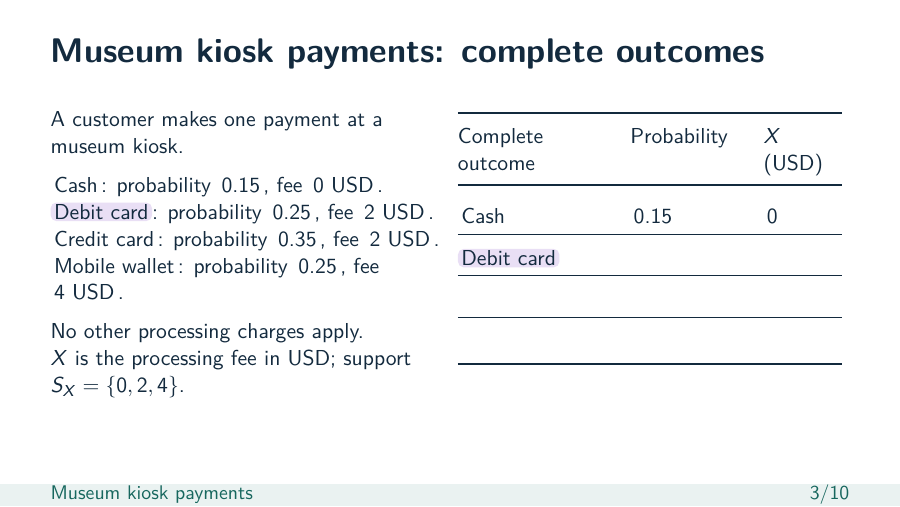 Museum kiosk payments: complete outcomes
A customer makes one payment at a
museum kiosk.
Cash: probability 0.15, fee 0 USD.
Debit card: probability 0.25, fee 2 USD.
Credit card: probability 0.35, fee 2 USD.
Mobile wallet: probability 0.25, fee
4 USD.
No other processing charges apply.
X is the processing fee in USD; support
S_X = {0, 2, 4}.
Complete outcome Probability X (USD)
Cash 0.15 0
Debit card
Museum kiosk payments 3/10